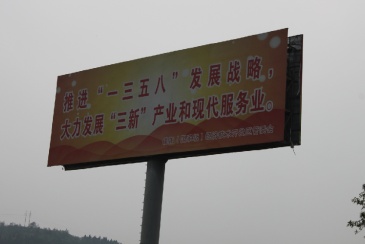 推进“一三五八”发展战略，
大力发展“三新”产业和现代服务业。